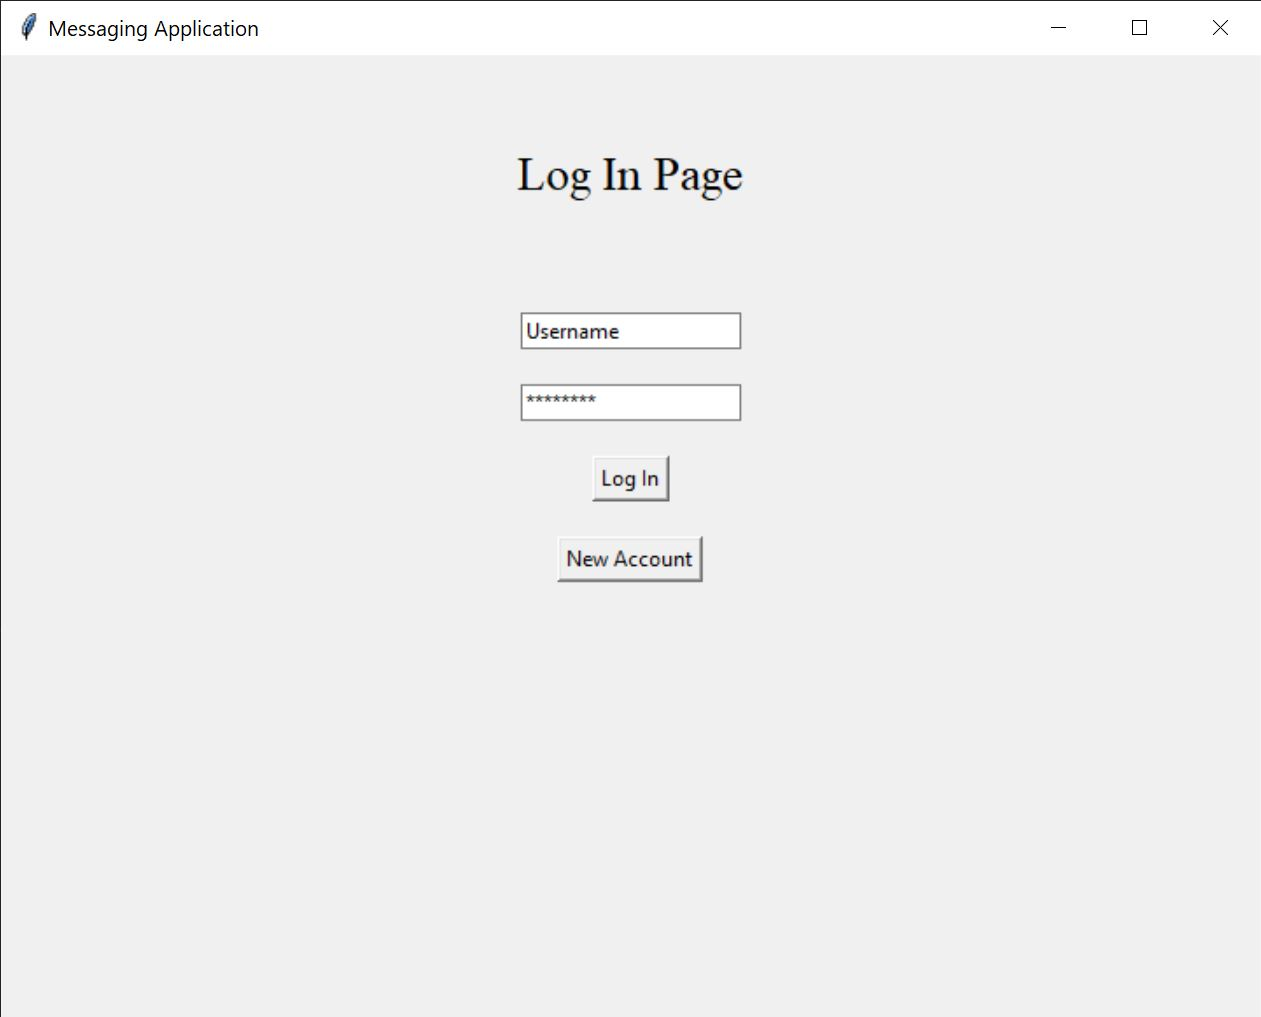 Messaging Application
Log In Page
Username
********
Log In
New Account